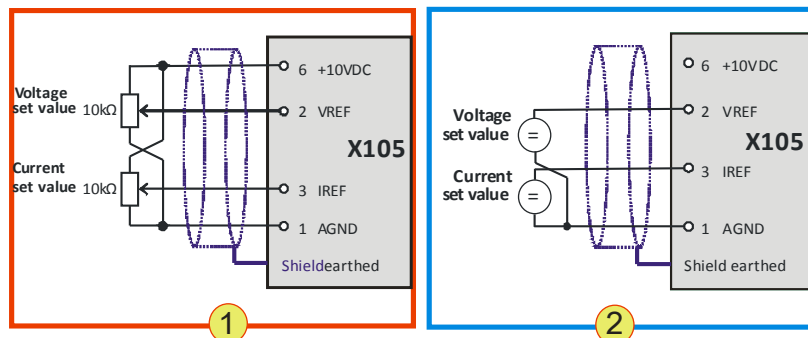 6 +10VDC
Voltage
set value 10kΩ
2 VREF
X105
Current
set value 10kΩ
3 IREF
1 AGND
Shieldearthed
1
6 +10VDC
Voltage
set value
2 VREF
=
X105
Current
set value
3 IREF
=
1 AGND
Shield earthed
2